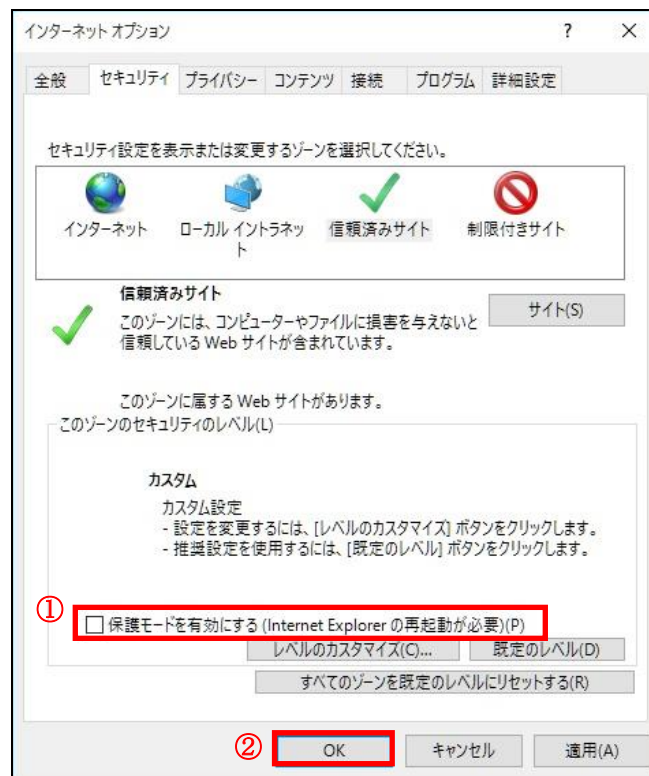 インターネット オプション ? ×
全般 セキュリティ プライバシー コンテンツ 接続 プログラム 詳細設定
セキュリティ設定を表示または変更するゾーンを選択してください。
インターネット ローカル イントラネッ 信頼済みサイト 制限付きサイト
ト
信頼済みサイト
サイト(S)
このゾーンには、コンピューターやファイルに損害を与えないと
信頼している Web サイトが含まれています。
このゾーンに属する Web サイトがあります。
このゾーンのセキュリティのレベル(L)
カスタム
カスタム設定
- 設定を変更するには、[レベルのカスタマイズ] ボタンをクリックします。
- 推奨設定を使用するには、[既定のレベル] ボタンをクリックします。
①
保護モードを有効にする (Internet Explorer の再起動が必要)(P)
レベルのカスタマイズ(C)... 既定のレベル(D)
すべてのゾーンを既定のレベルにリセットする(R)
② OK キャンセル 適用(A)